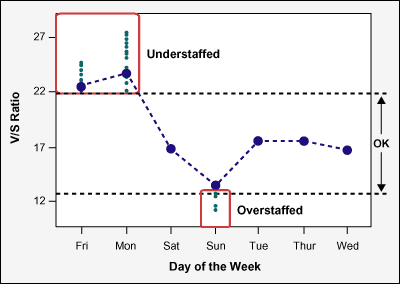 27
Understaffed
22
V/S Ratio
17
OK
12
Overstaffed
Fri Mon Sat Sun Tue Thur Wed
Day of the Week